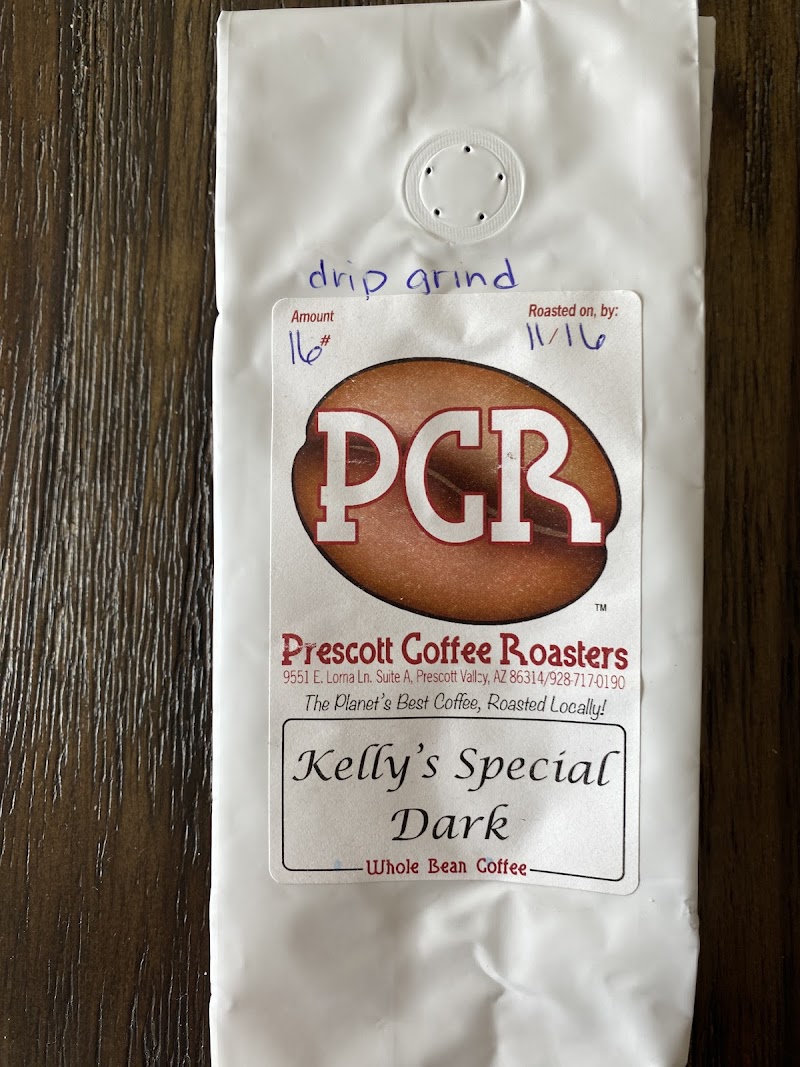 drip grind
Amount
16#
Roasted on, by:
11/16
PCR
TM
Prescott Coffee Roasters
9551 E. Lorna Ln. Suite A, Prescott Valley, AZ 86314/928-717-0190
The Planet's Best Coffee, Roasted Locally!
Kelly's Special
Dark
Whole Bean Coffee